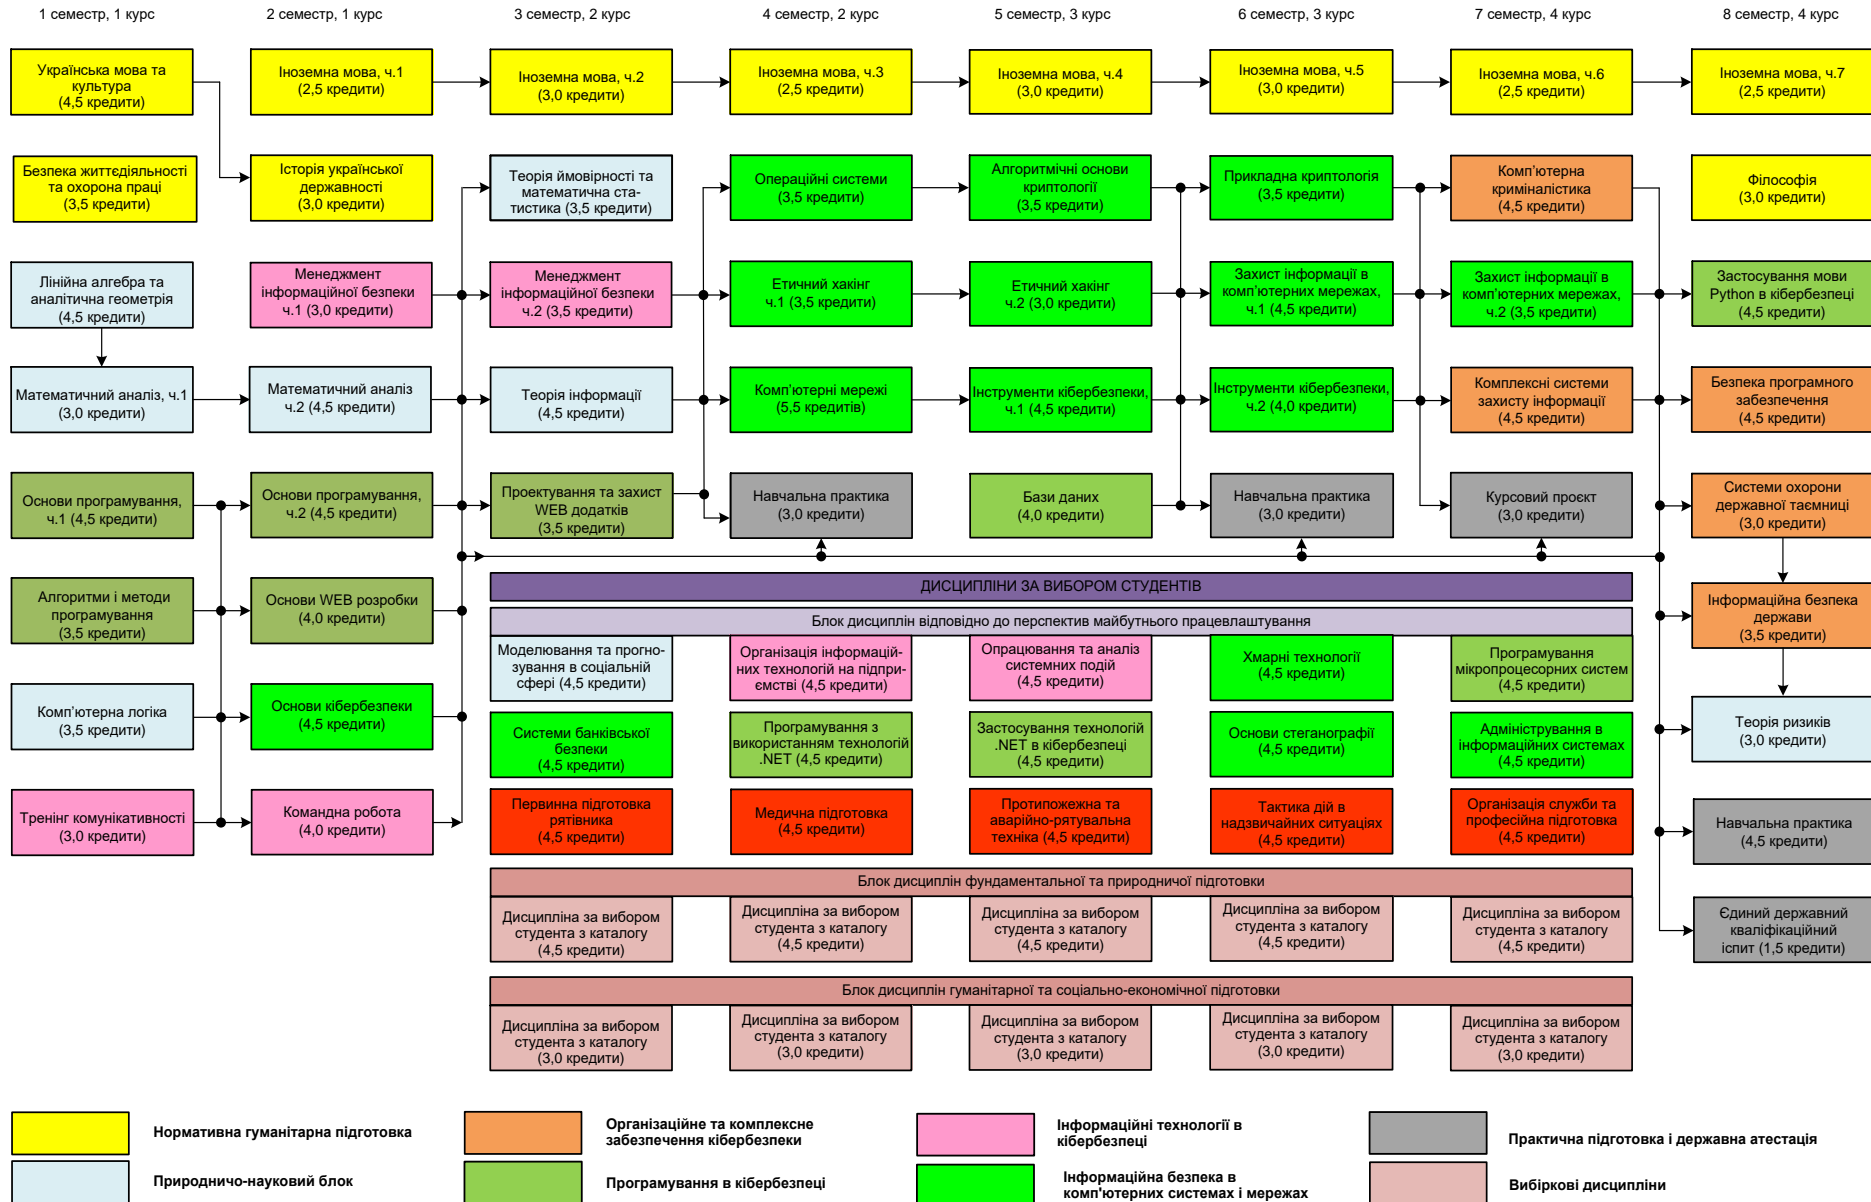 1 семестр, 1 курс
2 семестр, 1 курс
3 семестр, 2 курс
4 семестр, 2 курс
5 семестр, 3 курс
6 семестр, 3 курс
7 семестр, 4 курс
8 семестр, 4 курс
Українська мова та
культура
(4,5 кредити)
Іноземна мова, ч.1
(2,5 кредити)
Іноземна мова, ч.2
(3,0 кредити)
Іноземна мова, ч.3
(2,5 кредити)
Іноземна мова, ч.4
(3,0 кредити)
Іноземна мова, ч.5
(3,0 кредити)
Іноземна мова, ч.6
(2,5 кредити)
Іноземна мова, ч.7
(2,5 кредити)
Безпека життєдіяльності
та охорона праці
(3,5 кредити)
Історія української
державності
(3,0 кредити)
Теорія ймовірності та
математична ста-
тистика (3,5 кредити)
Операційні системи
(3,5 кредити)
Алгоритмічні основи
криптології
(3,5 кредити)
Прикладна криптологія
(3,5 кредити)
Комп'ютерна
криміналістика
(4,5 кредити)
Філософія
(3,0 кредити)
Лінійна алгебра та
аналітична геометрія
(4,5 кредити)
Менеджмент
інформаційної безпеки
ч.1 (3,0 кредити)
Менеджмент
інформаційної безпеки
ч.2 (3,5 кредити)
Етичний хакінг
ч.1 (3,5 кредити)
Етичний хакінг
ч.2 (3,0 кредити)
Захист інформації в
комп'ютерних мережах,
ч.1 (4,5 кредити)
Захист інформації в
комп'ютерних мережах,
ч.2 (3,5 кредити)
Застосування мови
Python в кібербезпеці
(4,5 кредити)
Математичний аналіз, ч.1
(3,0 кредити)
Математичний аналіз
ч.2 (4,5 кредити)
Теорія інформації
(4,5 кредити)
Комп'ютерні мережі
(5,5 кредитів)
Інструменти кібербезпеки,
ч.1 (4,5 кредити)
Інструменти кібербезпеки,
ч.2 (4,0 кредити)
Комплексні системи
захисту інформації
(4,5 кредити)
Безпека програмного
забезпечення
(4,5 кредити)
Основи програмування,
ч.1 (4,5 кредити)
Основи програмування,
ч.2 (4,5 кредити)
Проектування та захист
WEB додатків
(3,5 кредити)
Навчальна практика
(3,0 кредити)
Бази даних
(4,0 кредити)
Навчальна практика
(3,0 кредити)
Курсовий проєкт
(3,0 кредити)
Системи охорони
державної таємниці
(3,0 кредити)
ДИСЦИПЛІНИ ЗА ВИБОРОМ СТУДЕНТІВ
Алгоритми і методи
програмування
(3,5 кредити)
Основи WEB розробки
(4,0 кредити)
Інформаційна безпека
держави
(3,5 кредити)
Блок дисциплін відповідно до перспектив майбутнього працевлаштування
Моделювання та прогно-
зування в соціальній
сфері (4,5 кредити)
Організація інформацій-
них технологій на підпри-
ємстві (4,5 кредити)
Опрацювання та аналіз
системних подій
(4,5 кредити)
Хмарні технології
(4,5 кредити)
Програмування
мікропроцесорних систем
(4,5 кредити)
Комп'ютерна логіка
(3,5 кредити)
Основи кібербезпеки
(4,5 кредити)
Системи банківської
безпеки
(4,5 кредити)
Програмування з
використанням технологій
.NET (4,5 кредити)
Застосування технологій
.NET в кібербезпеці
(4,5 кредити)
Основи стеганографії
(4,5 кредити)
Адміністрування в
інформаційних системах
(4,5 кредити)
Теорія ризиків
(3,0 кредити)
Тренінг комунікативності
(3,0 кредити)
Командна робота
(4,0 кредити)
Первинна підготовка
рятівника
(4,5 кредити)
Медична підготовка
(4,5 кредити)
Протипожежна та
аварійно-рятувальна
техніка (4,5 кредити)
Тактика дій в
надзвичайних ситуаціях
(4,5 кредити)
Організація служби та
професійна підготовка
(4,5 кредити)
Навчальна практика
(4,5 кредити)
Блок дисциплін фундаментальної та природничої підготовки
Дисципліна за вибором
студента з каталогу
(4,5 кредити)
Дисципліна за вибором
студента з каталогу
(4,5 кредити)
Дисципліна за вибором
студента з каталогу
(4,5 кредити)
Дисципліна за вибором
студента з каталогу
(4,5 кредити)
Дисципліна за вибором
студента з каталогу
(4,5 кредити)
Єдиний державний
кваліфікаційний
іспит (1,5 кредити)
Блок дисциплін гуманітарної та соціально-економічної підготовки
Дисципліна за вибором
студента з каталогу
(3,0 кредити)
Дисципліна за вибором
студента з каталогу
(3,0 кредити)
Дисципліна за вибором
студента з каталогу
(3,0 кредити)
Дисципліна за вибором
студента з каталогу
(3,0 кредити)
Дисципліна за вибором
студента з каталогу
(3,0 кредити)
Нормативна гуманітарна підготовка
Організаційне та комплексне
забезпечення кібербезпеки
Інформаційні технології в
кібербезпеці
Практична підготовка і державна атестація
Природничо-науковий блок
Програмування в кібербезпеці
Інформаційна безпека в
комп'ютерних системах і мережах
Вибіркові дисципліни